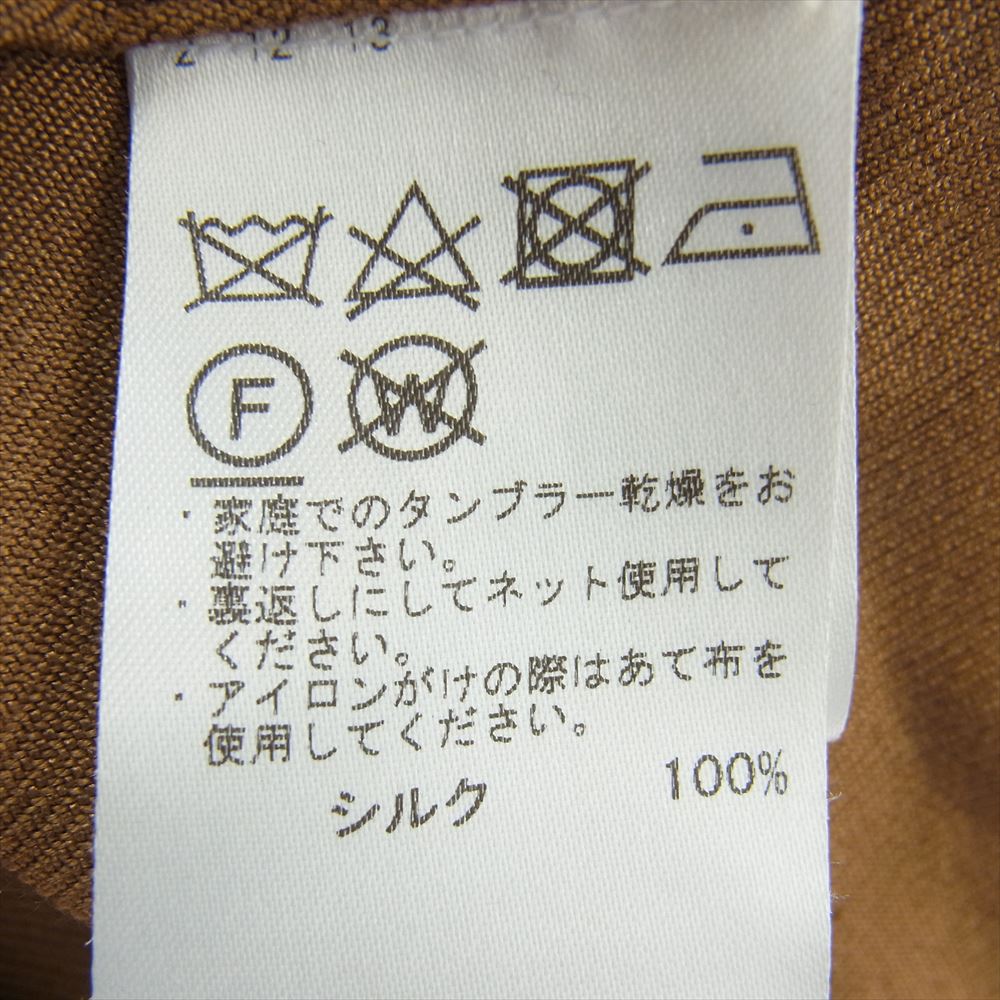 2 12 13
F
W
・家庭でのタンブラー乾燥をお
避け下さい。
・裏返しにしてネット使用して
ください。
・アイロンがけの際はあて布を
使用してください。
シルク 100%